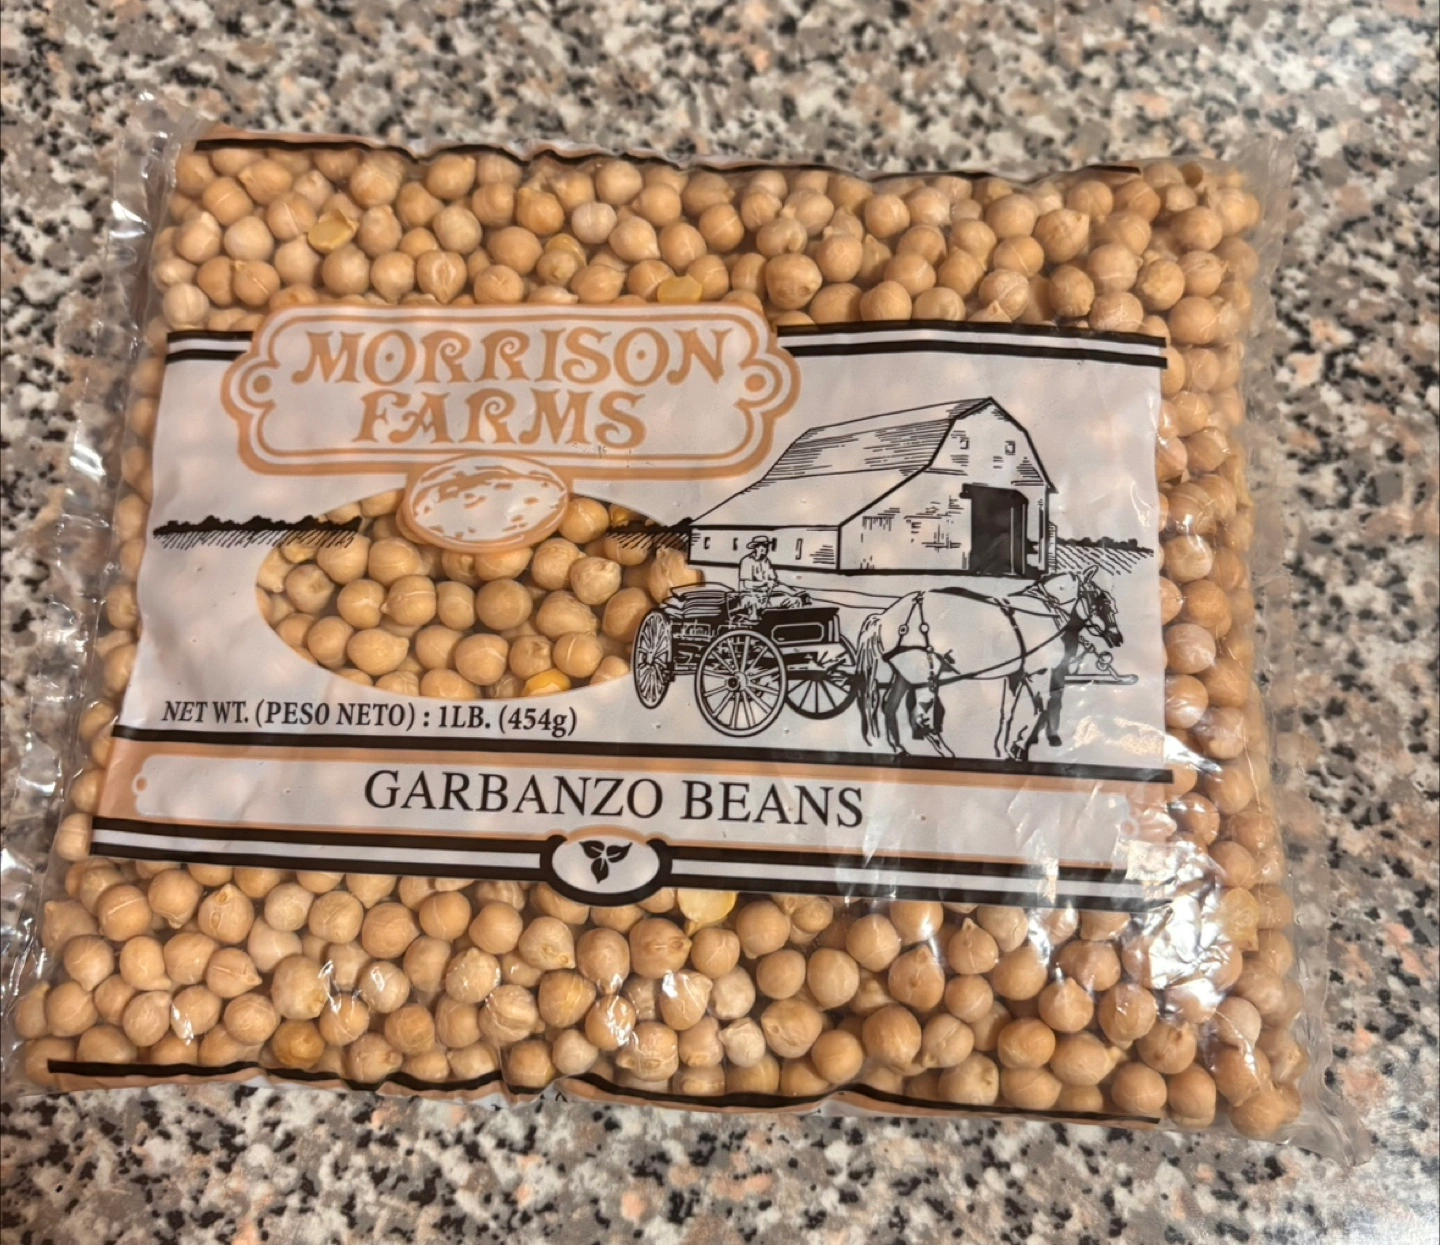 MORRISON
FARMS
NET WT. (PESO NETO) : 1LB. (454g)
GARBANZO BEANS